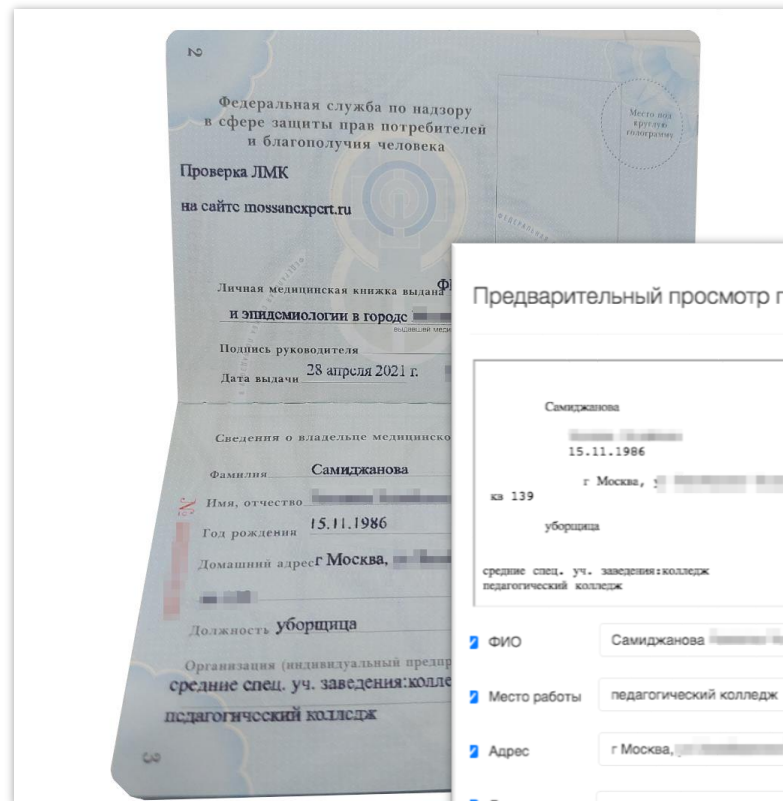 2
Федеральная служба по надзору
в сфере защиты прав потребителей
и благополучия человека
Место под
круглую
голограмму
Проверка ЛМК
на сайте mossanexpert.ru
Личная медицинская книжка выдана
и эпидемиологии в городе
Подпись руководителя
Дата выдачи 28 апреля 2021 г.
Сведения о владельце медицинско
Фамилия Самиджанова
№
Имя, отчество
Год рождения 15.11.1986
Домашний адрес г Москва,
Должность уборщица
Организация (индивидуальный предпр
средние спец. уч. заведения:колле
педагогический колледж
3
Предварительный просмотр п
Самиджанова
15.11.1986
г Москва,
кв 139
уборщица
средние спец. уч. заведения:колледж
педагогический колледж
ФИО Самиджанова
Место работы педагогический колледж
Адрес г Москва,